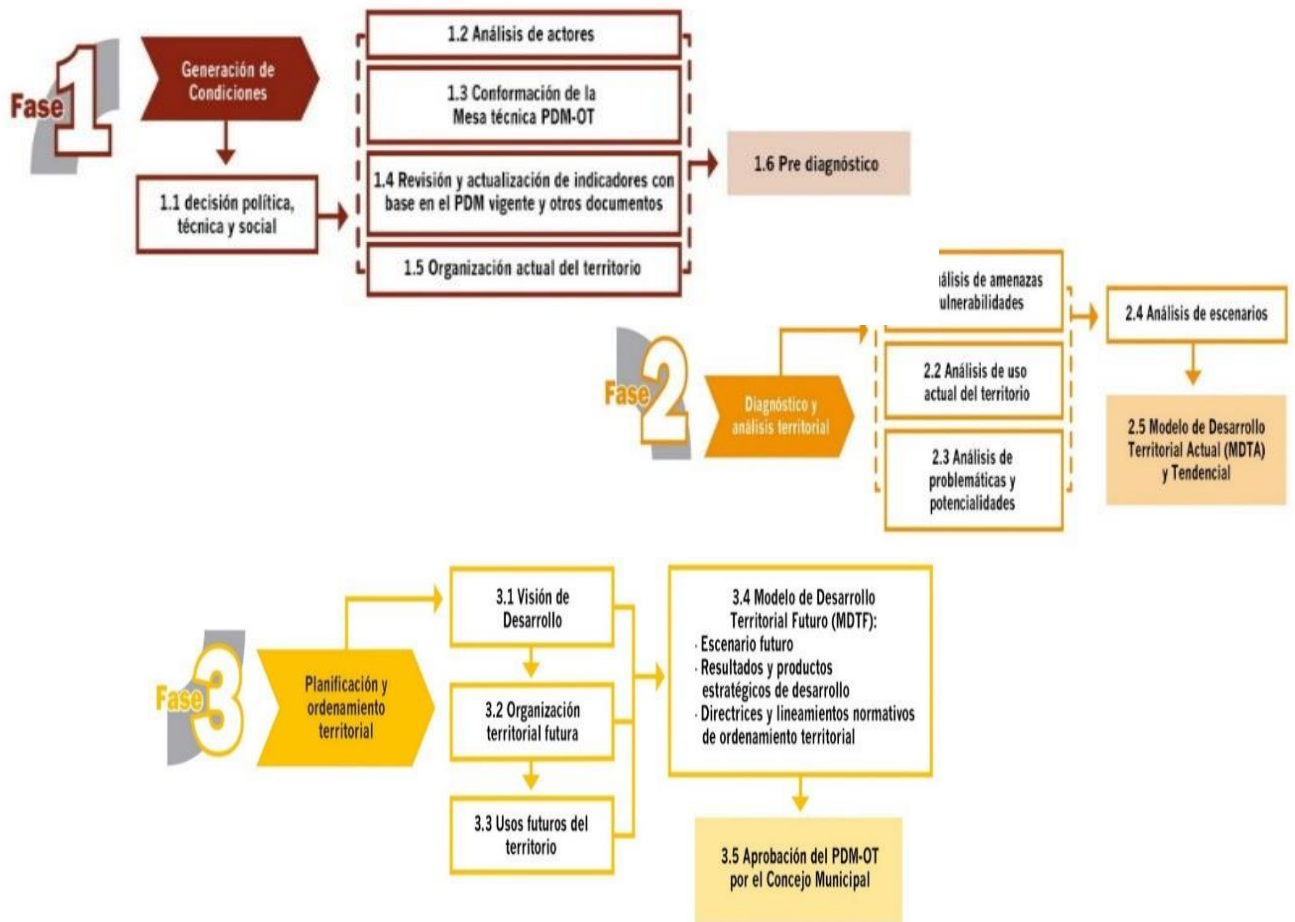 Fase 1
Generación de
Condiciones
1.1 decisión política,
técnica y social
1.2 Análisis de actores
1.3 Conformación de la
Mesa técnica PDM-OT
1.4 Revisión y actualización de indicadores con
base en el PDM vigente y otros documentos
1.5 Organización actual del territorio
1.6 Pre diagnóstico
Fase 2
Diagnóstico y
análisis territorial
álisis de amenazas
ulnerabilidades
2.2 Análisis de uso
actual del territorio
2.3 Análisis de
problemáticas y
potencialidades
2.4 Análisis de escenarios
2.5 Modelo de Desarrollo
Territorial Actual (MDTA)
y Tendencial
Fase 3
Planificación y
ordenamiento
territorial
3.1 Visión de
Desarrollo
3.2 Organización
territorial futura
3.3 Usos futuros del
territorio
3.4 Modelo de Desarrollo
Territorial Futuro (MDTF):
· Escenario futuro
· Resultados y productos
estratégicos de desarrollo
· Directrices y lineamientos normativos
de ordenamiento territorial
3.5 Aprobación del PDM-OT
por el Concejo Municipal